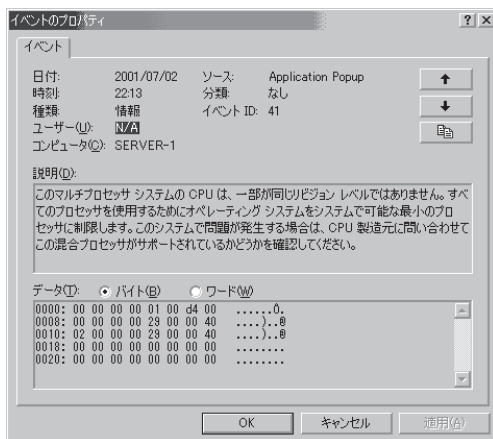 イベントのプロパティ
イベント
日付: 2001/07/02 ソース: Application Popup
時刻: 22:13 分類: なし
種類: 情報 イベント ID: 41
ユーザー(U): N/A
コンピュータ(C): SERVER-1
説明(D):
このマルチプロセッサ システムの CPU は、一部が同じリビジョン レベルではありません。すべ
てのプロセッサを使用するためにオペレーティング システムをシステムで可能な最小のプロ
セッサに制限します。このシステムで問題が発生する場合は、CPU 製造元に問い合わせて
この混合プロセッサがサポートされているかどうかを確認してください。
データ(T): バイト(B) ワード(W)
0000: 00 00 00 00 01 00 d4 00 ......Ô.
0008: 00 00 00 00 29 00 00 40 ....)..@
0010: 02 00 00 00 29 00 00 40 ....)..@
0018: 00 00 00 00 00 00 00 00 ........
0020: 00 00 00 00 00 00 00 00 ........
OK キャンセル 適用(A)